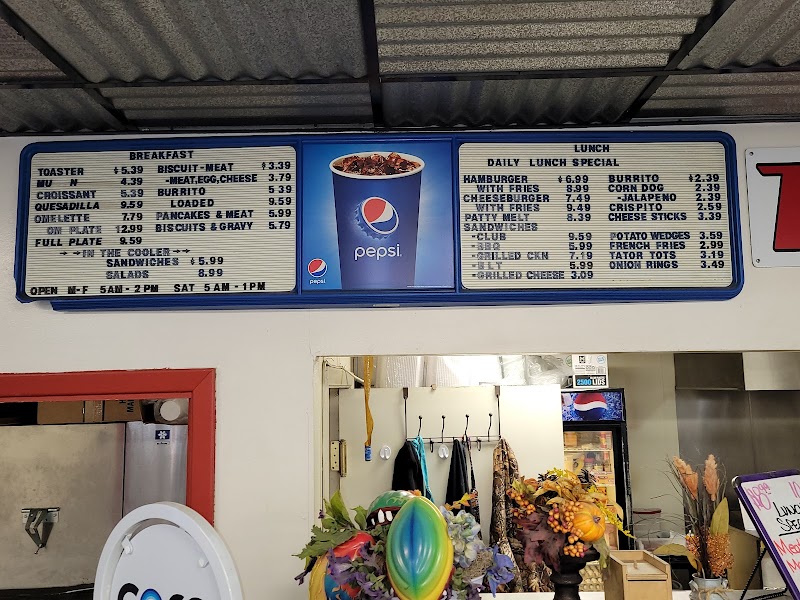 BREAKFAST
TOASTER $5.39
MU N 4.39
CROISSANT 5.59
QUESADILLA 9.59
OMELETTE 7.79
ON PLATE 12.99
FULL PLATE 9.59
BISCUIT-MEAT $3.39
-MEAT,EGG,CHEESE 3.79
BURRITO 5.39
LOADED 9.59
PANCAKES & MEAT 5.99
BISCUITS & GRAVY 5.79
IN THE COOLER
SANDWICHES $5.99
SALADS 8.99
OPEN M-F 5AM-2PM SAT 5AM-1PM
pepsi
pepsi
LUNCH
DAILY LUNCH SPECIAL
HAMBURGER $6.99
WITH FRIES 8.99
CHEESEBURGER 7.49
WITH FRIES 9.49
PATTY MELT 8.39
SANDWICHES
-CLUB 9.59
-BBQ 5.99
-GRILLED CKN 7.19
-BLT 5.99
-GRILLED CHEESE 3.09
BURRITO $2.39
CORN DOG 2.39
-JALAPENO 2.39
CRISPITO 2.59
CHEESE STICKS 3.39
POTATO WEDGES 3.59
FRENCH FRIES 2.99
TATOR TOTS 3.19
ONION RINGS 3.49
2500 LIDS